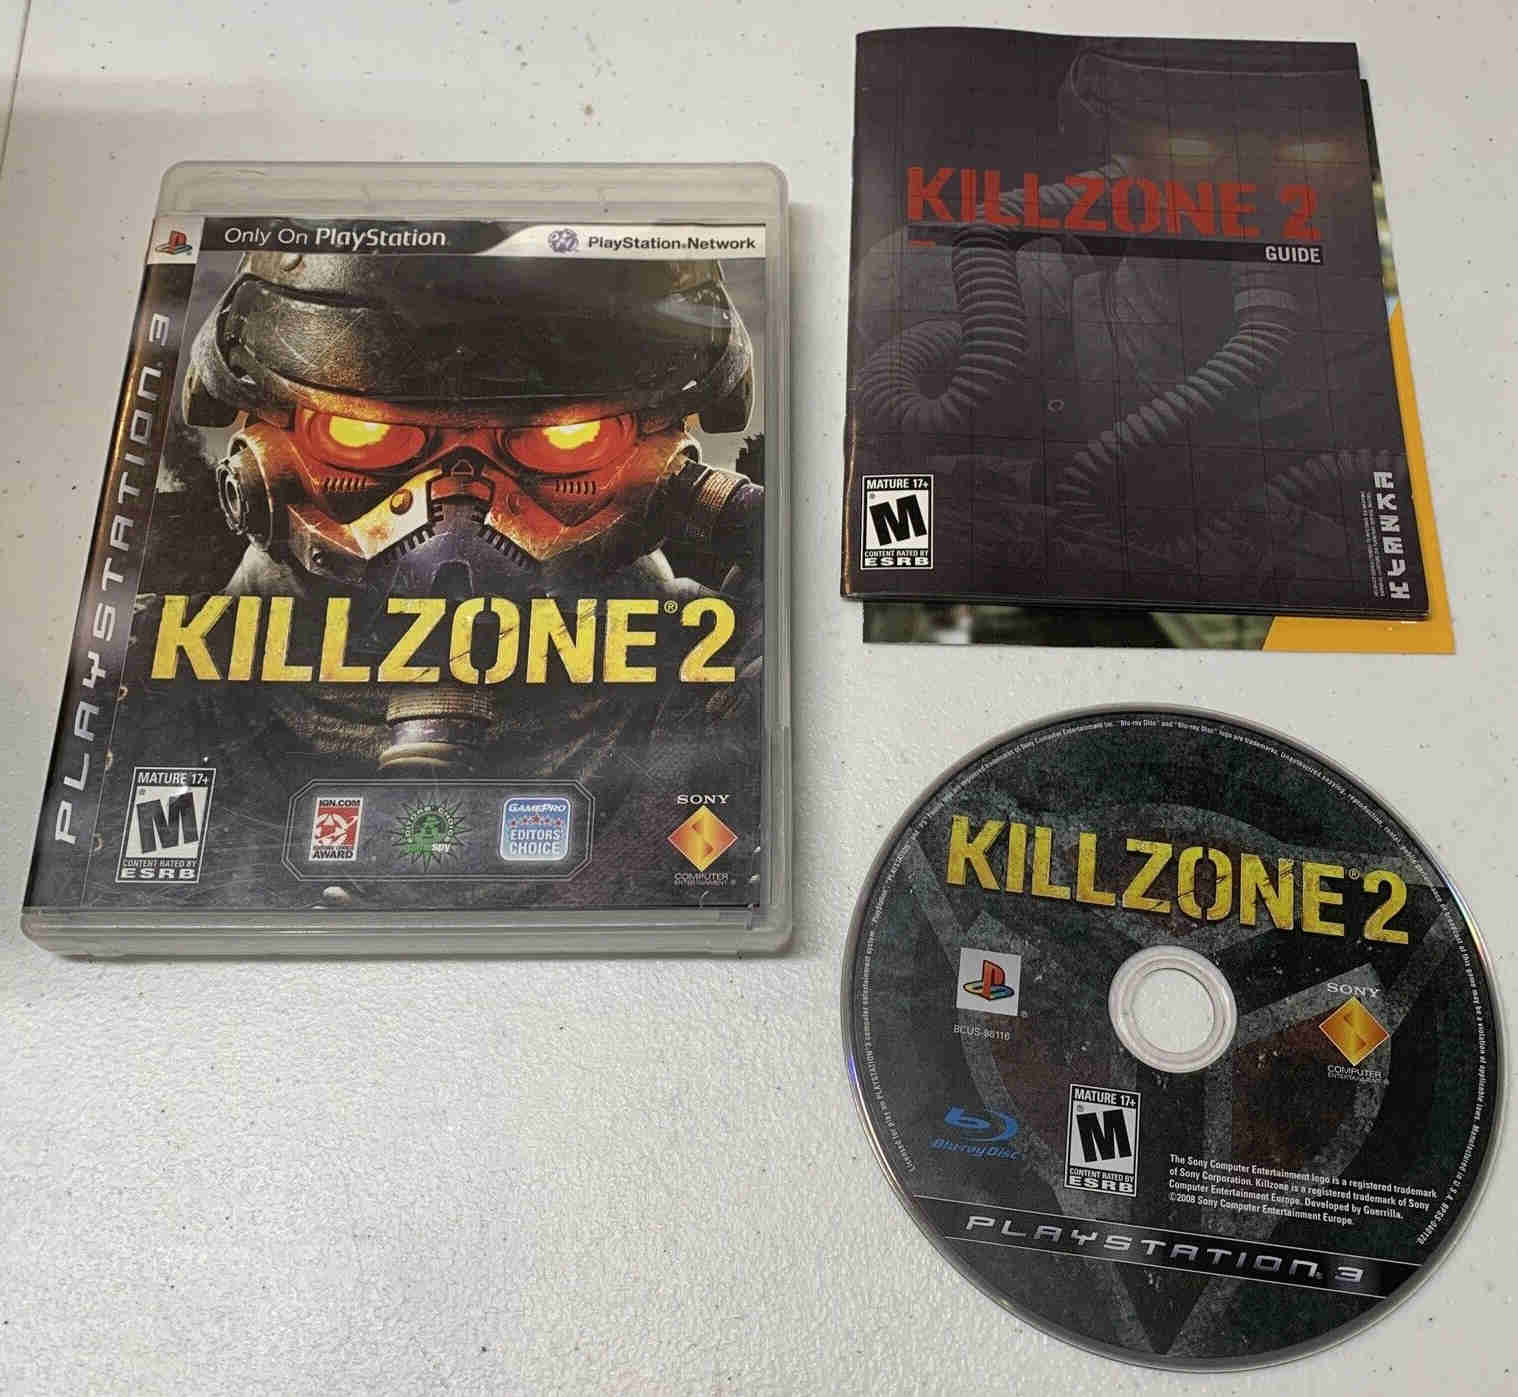 Only On PlayStation
PlayStation®Network
PLAYSTATION 3
KILLZONE®2
MATURE 17+
M
CONTENT RATED BY
ESRB
IGN.COM
AWARD
spy
GAMEPRO
EDITORS'
CHOICE
SONY
COMPUTER
ENTERTAINMENT®
KILLZONE 2
GUIDE
MATURE 17+
M
CONTENT RATED BY
ESRB
KILLZONE®2
BCUS-98116
SONY
COMPUTER
ENTERTAINMENT®
Blu-ray Disc
MATURE 17+
M
CONTENT RATED BY
ESRB
The Sony Computer Entertainment logo is a registered trademark
of Sony Corporation. Killzone is a registered trademark of Sony
Computer Entertainment Europe. Developed by Guerrilla.
©2008 Sony Computer Entertainment Europe.
PLAYSTATION®3